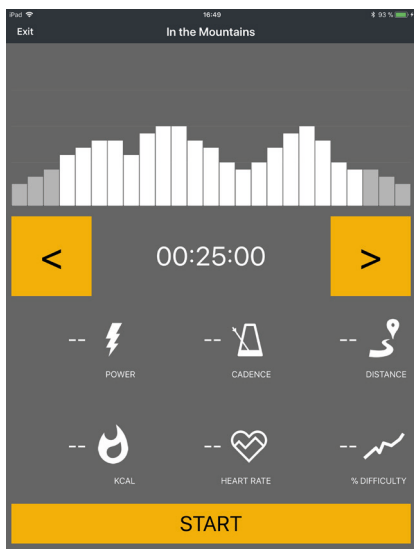 iPad 16:49 93 %
Exit In the Mountains
< 00:25:00 >
-- -- --
POWER CADENCE DISTANCE
-- -- --
KCAL HEART RATE % DIFFICULTY
START